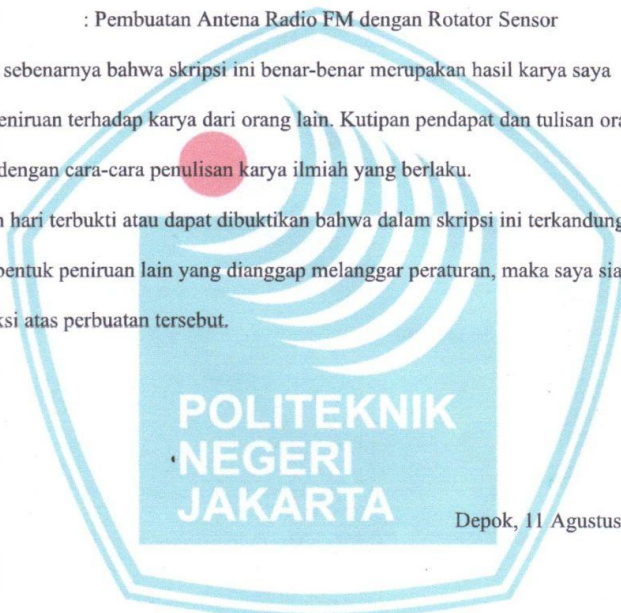 : Pembuatan Antena Radio FM dengan Rotator Sensor
sebenarnya bahwa skripsi ini benar-benar merupakan hasil karya saya
eniruan terhadap karya dari orang lain. Kutipan pendapat dan tulisan ora
dengan cara-cara penulisan karya ilmiah yang berlaku.
n hari terbukti atau dapat dibuktikan bahwa dalam skripsi ini terkandung
bentuk peniruan lain yang dianggap melanggar peraturan, maka saya sia
ksi atas perbuatan tersebut.
POLITEKNIK
NEGERI
JAKARTA
Depok, 11 Agustus